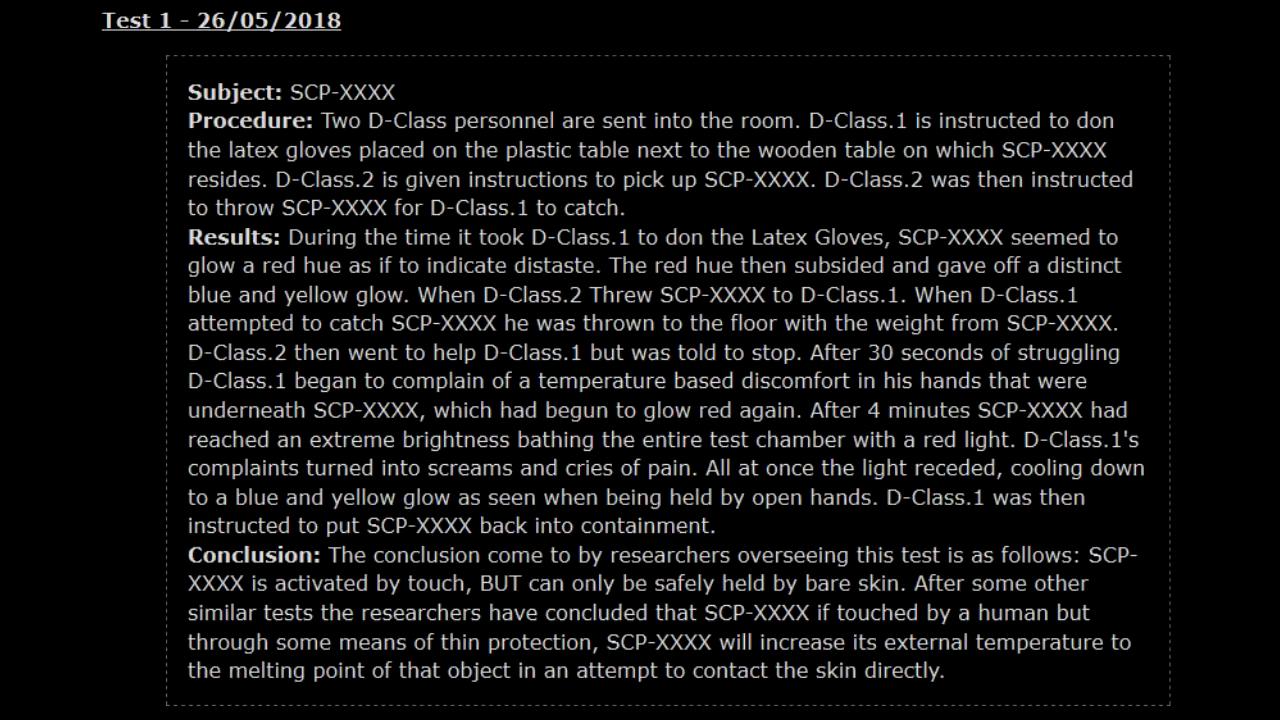 Test 1 - 26/05/2018
Subject: SCP-XXXX
Procedure: Two D-Class personnel are sent into the room. D-Class.1 is instructed to don
the latex gloves placed on the plastic table next to the wooden table on which SCP-XXXX
resides. D-Class.2 is given instructions to pick up SCP-XXXX. D-Class.2 was then instructed
to throw SCP-XXXX for D-Class.1 to catch.
Results: During the time it took D-Class.1 to don the Latex Gloves, SCP-XXXX seemed to
glow a red hue as if to indicate distaste. The red hue then subsided and gave off a distinct
blue and yellow glow. When D-Class.2 Threw SCP-XXXX to D-Class.1. When D-Class.1
attempted to catch SCP-XXXX he was thrown to the floor with the weight from SCP-XXXX.
D-Class.2 then went to help D-Class.1 but was told to stop. After 30 seconds of struggling
D-Class.1 began to complain of a temperature based discomfort in his hands that were
underneath SCP-XXXX, which had begun to glow red again. After 4 minutes SCP-XXXX had
reached an extreme brightness bathing the entire test chamber with a red light. D-Class.1's
complaints turned into screams and cries of pain. All at once the light receded, cooling down
to a blue and yellow glow as seen when being held by open hands. D-Class.1 was then
instructed to put SCP-XXXX back into containment.
Conclusion: The conclusion come to by researchers overseeing this test is as follows: SCP-
XXXX is activated by touch, BUT can only be safely held by bare skin. After some other
similar tests the researchers have concluded that SCP-XXXX if touched by a human but
through some means of thin protection, SCP-XXXX will increase its external temperature to
the melting point of that object in an attempt to contact the skin directly.